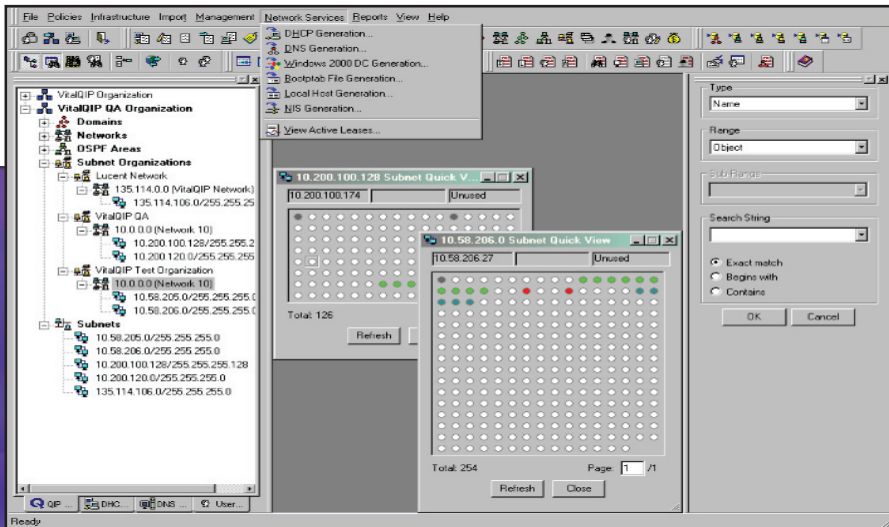 File Policies Infrastructure Import Management Network Services Reports View Help
DHCP Generation...
DNS Generation...
Windows 2000 DC Generation...
Bootptab File Generation...
Local Host Generation...
NIS Generation...
View Active Leases...
VitalQIP Organization
VitalQIP QA Organization
Domains
Networks
OSPF Areas
Subnet Organizations
Lucent Network
135.114.0.0 (VitalQIP Network)
135.114.106.0/255.255.25
VitalQIP QA
10.0.0.0 (Network 10)
10.200.100.128/255.255.2
10.200.120.0/255.255.255
VitalQIP Test Organization
10.0.0.0 (Network 10)
10.58.205.0/255.255.255.0
10.58.206.0/255.255.255.0
Subnets
10.58.205.0/255.255.255.0
10.58.206.0/255.255.255.0
10.200.100.128/255.255.255.128
10.200.120.0/255.255.255.0
135.114.106.0/255.255.255.0
QIP ... DHC... DNS ... User...
Ready
10.200.100.128 Subnet Quick V...
10.200.100.174 Unused
Total: 126
Refresh
10.58.206.0 Subnet Quick View
10.58.206.27 Unused
Total: 254 Page: 1 /1
Refresh Close
Type
Name
Range
Object
Sub Range
Search String
Exact match
Begins with
Contains
OK Cancel